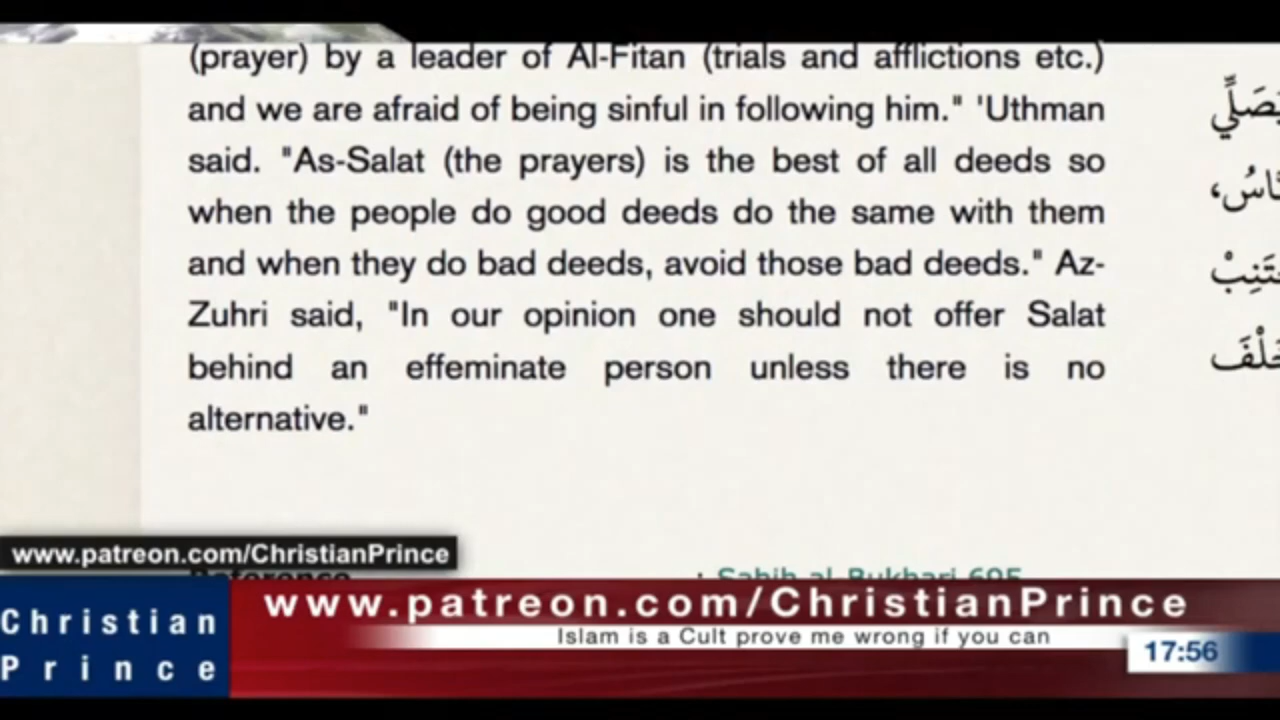 (prayer) by a leader of Al-Fitan (trials and afflictions etc.)
and we are afraid of being sinful in following him." 'Uthman
said. "As-Salat (the prayers) is the best of all deeds so
when the people do good deeds do the same with them
and when they do bad deeds, avoid those bad deeds." Az-
Zuhri said, "In our opinion one should not offer Salat
behind an effeminate person unless there is no
alternative."
www.patreon.com/ChristianPrince
Reference : Sahih al-Bukhari 695
www.patreon.com/ChristianPrince
Islam is a Cult prove me wrong if you can
Christian
Prince
17:56